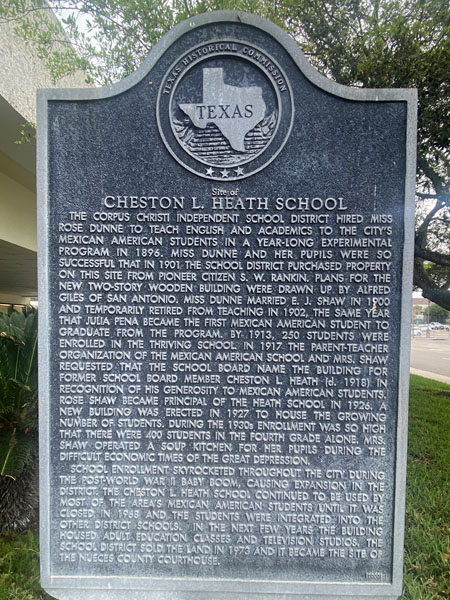 TEXAS HISTORICAL COMMISSION
TEXAS
Site of
CHESTON L. HEATH SCHOOL
THE CORPUS CHRISTI INDEPENDENT SCHOOL DISTRICT HIRED MISS
ROSE DUNNE TO TEACH ENGLISH AND ACADEMICS TO THE CITY'S
MEXICAN AMERICAN STUDENTS IN A YEAR-LONG EXPERIMENTAL
PROGRAM IN 1896. MISS DUNNE AND HER PUPILS WERE SO
SUCCESSFUL THAT IN 1901 THE SCHOOL DISTRICT PURCHASED PROPERTY
ON THIS SITE FROM PIONEER CITIZEN S. W. RANKIN. PLANS FOR THE
NEW TWO-STORY WOODEN BUILDING WERE DRAWN UP BY ALFRED
GILES OF SAN ANTONIO. MISS DUNNE MARRIED E. J. SHAW IN 1900
AND TEMPORARILY RETIRED FROM TEACHING IN 1902, THE SAME YEAR
THAT JULIA PENA BECAME THE FIRST MEXICAN AMERICAN STUDENT TO
GRADUATE FROM THE PROGRAM. BY 1913, 250 STUDENTS WERE
ENROLLED IN THE THRIVING SCHOOL. IN 1917 THE PARENT-TEACHER
ORGANIZATION OF THE MEXICAN AMERICAN SCHOOL AND MRS. SHAW
REQUESTED THAT THE SCHOOL BOARD NAME THE BUILDING FOR
FORMER SCHOOL BOARD MEMBER CHESTON L. HEATH (d. 1918) IN
RECOGNITION OF HIS GENEROSITY TO MEXICAN AMERICAN STUDENTS.
ROSE SHAW BECAME PRINCIPAL OF THE HEATH SCHOOL IN 1926. A
NEW BUILDING WAS ERECTED IN 1927 TO HOUSE THE GROWING
NUMBER OF STUDENTS. DURING THE 1930s ENROLLMENT WAS SO HIGH
THAT THERE WERE 400 STUDENTS IN THE FOURTH GRADE ALONE. MRS.
SHAW OPERATED A SOUP KITCHEN FOR HER PUPILS DURING THE
DIFFICULT ECONOMIC TIMES OF THE GREAT DEPRESSION.
SCHOOL ENROLLMENT SKYROCKETED THROUGHOUT THE CITY DURING
THE POST-WORLD WAR II BABY BOOM, CAUSING EXPANSION IN THE
DISTRICT. THE CHESTON L. HEATH SCHOOL CONTINUED TO BE USED BY
MOST OF THE AREA'S MEXICAN AMERICAN STUDENTS UNTIL IT WAS
CLOSED IN 1968 AND THE STUDENTS WERE INTEGRATED INTO THE
OTHER DISTRICT SCHOOLS. IN THE NEXT FEW YEARS THE BUILDING
HOUSED ADULT EDUCATION CLASSES AND TELEVISION STUDIOS. THE
SCHOOL DISTRICT SOLD THE LAND IN 1973 AND IT BECAME THE SITE OF
THE NUECES COUNTY COURTHOUSE.